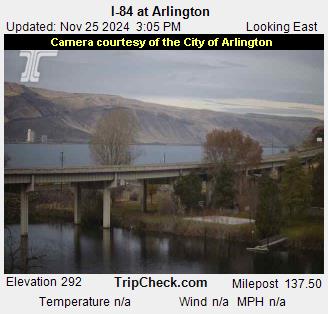 I-84 at Arlington
Updated: Nov 25 2024 3:05 PM Looking East
Camera courtesy of the City of Arlington
Elevation 292 TripCheck.com Milepost 137.50
Temperature n/a Wind n/a MPH n/a